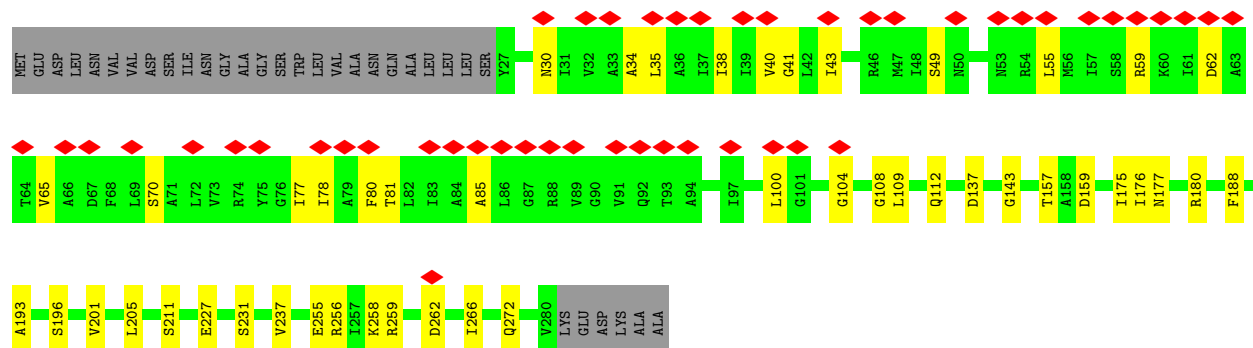 MET GLU ASP LEU ASN VAL VAL ASP SER ILE ASN GLY ALA GLY SER TRP LEU VAL ALA ASN GLN ALA LEU LEU LEU SER Y27 N30 I31 V32 A33 A34 L35 A36 I37 I38 I39 V40 G41 L42 I43 R46 M47 I48 S49 N50 N53 R54 L55 M56 I57 S58 R59 K60 I61 D62 A63
T64 V65 A66 D67 F68 L69 S70 A71 L72 V73 R74 Y75 G76 I77 I78 A79 F80 T81 L82 I83 A84 A85 L86 G87 R88 V89 G90 V91 Q92 T93 A94 I97 L100 G101 G104 G108 L109 Q112 D137 G143 T157 A158 D159 I175 I176 N177 R180 F188
A193 S196 V201 L205 S211 E227 S231 V237 E255 R256 I257 K258 R259 D262 I266 Q272 V280 LYS GLU ASP LYS ALA ALA